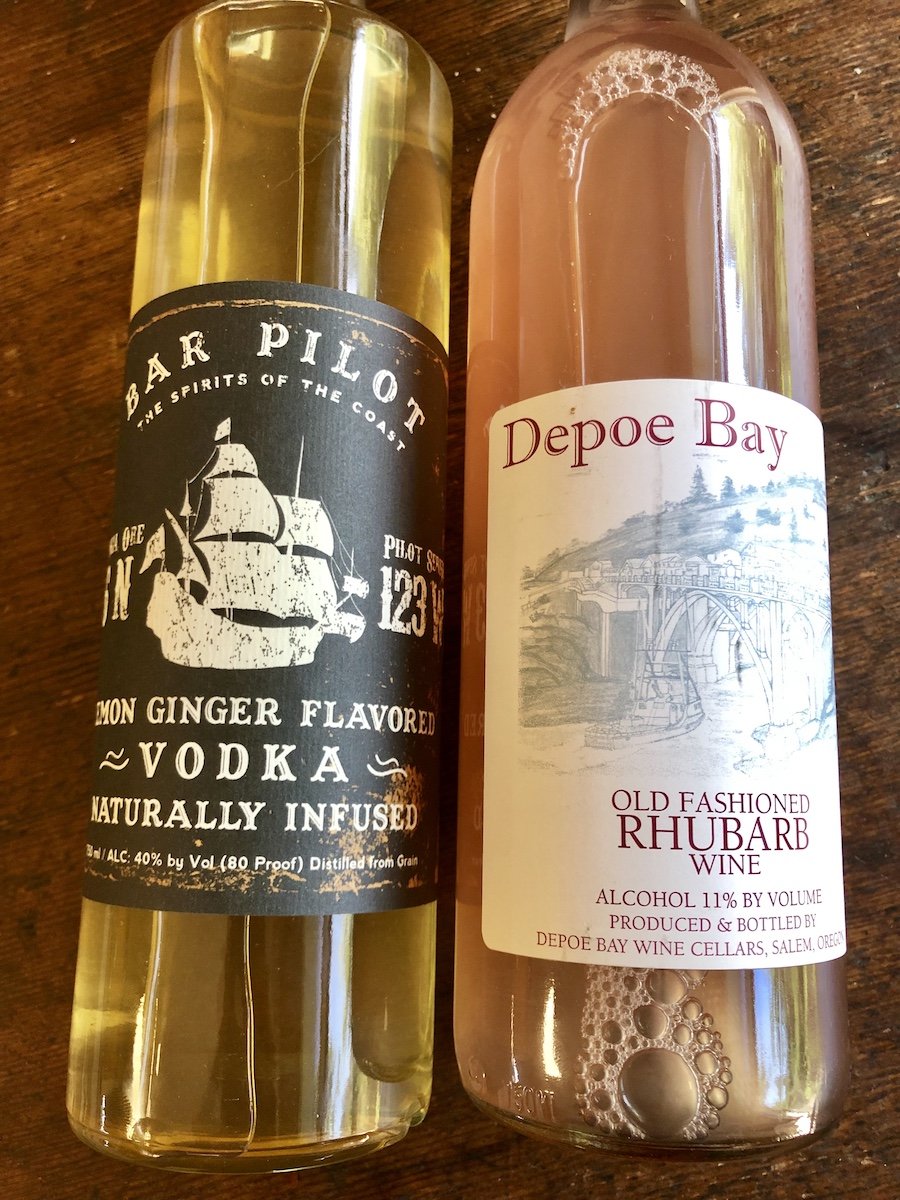 BAR PILOT
THE SPIRITS OF THE COAST
ORE
N
PILOT
123 W
EMON GINGER FLAVORED
~ VODKA ~
NATURALLY INFUSED
ml / ALC: 40% by Vol (80 Proof) Distilled from Grain
Depoe Bay
OLD FASHIONED
RHUBARB
WINE
ALCOHOL 11% BY VOLUME
PRODUCED & BOTTLED BY
DEPOE BAY WINE CELLARS, SALEM, OREGON